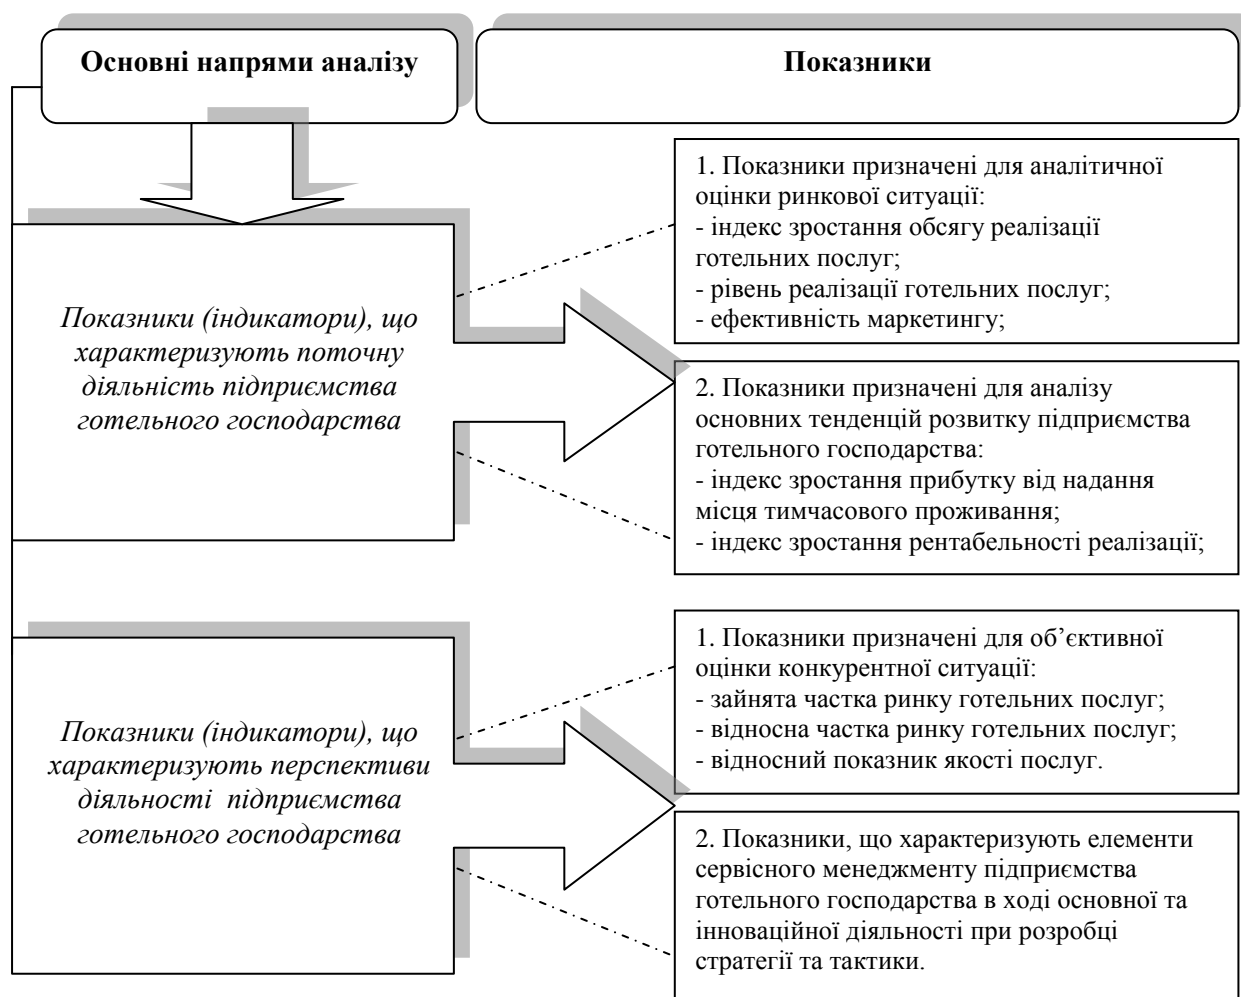 Основні напрями аналізу
Показники
Показники (індикатори), що
характеризують поточну
діяльність підприємства
готельного господарства
1. Показники призначені для аналітичної
оцінки ринкової ситуації:
- індекс зростання обсягу реалізації
готельних послуг;
- рівень реалізації готельних послуг;
- ефективність маркетингу;
2. Показники призначені для аналізу
основних тенденцій розвитку підприємства
готельного господарства:
- індекс зростання прибутку від надання
місця тимчасового проживання;
- індекс зростання рентабельності реалізації;
Показники (індикатори), що
характеризують перспективи
діяльності підприємства
готельного господарства
1. Показники призначені для об’єктивної
оцінки конкурентної ситуації:
- зайнята частка ринку готельних послуг;
- відносна частка ринку готельних послуг;
- відносний показник якості послуг.
2. Показники, що характеризують елементи
сервісного менеджменту підприємства
готельного господарства в ході основної та
інноваційної діяльності при розробці
стратегії та тактики.